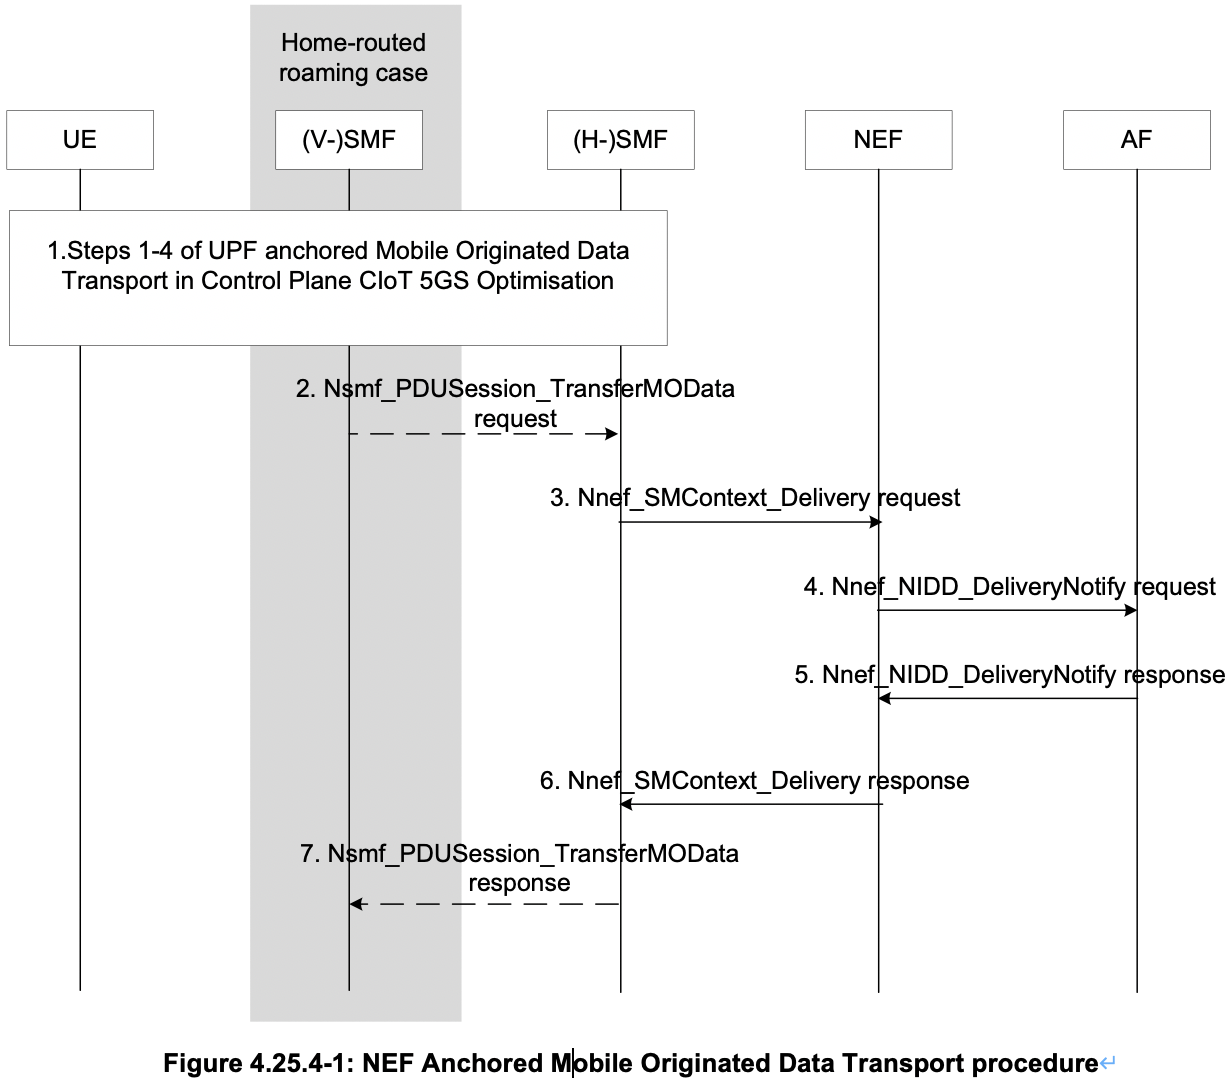 Home-routed
roaming case
UE
(V-)SMF
(H-)SMF
NEF
AF
1.Steps 1-4 of UPF anchored Mobile Originated Data
Transport in Control Plane CIoT 5GS Optimisation
2. Nsmf_PDUSession_TransferMOData
request
3. Nnef_SMContext_Delivery request
4. Nnef_NIDD_DeliveryNotify request
5. Nnef_NIDD_DeliveryNotify response
6. Nnef_SMContext_Delivery response
7. Nsmf_PDUSession_TransferMOData
response
Figure 4.25.4-1: NEF Anchored Mobile Originated Data Transport procedure